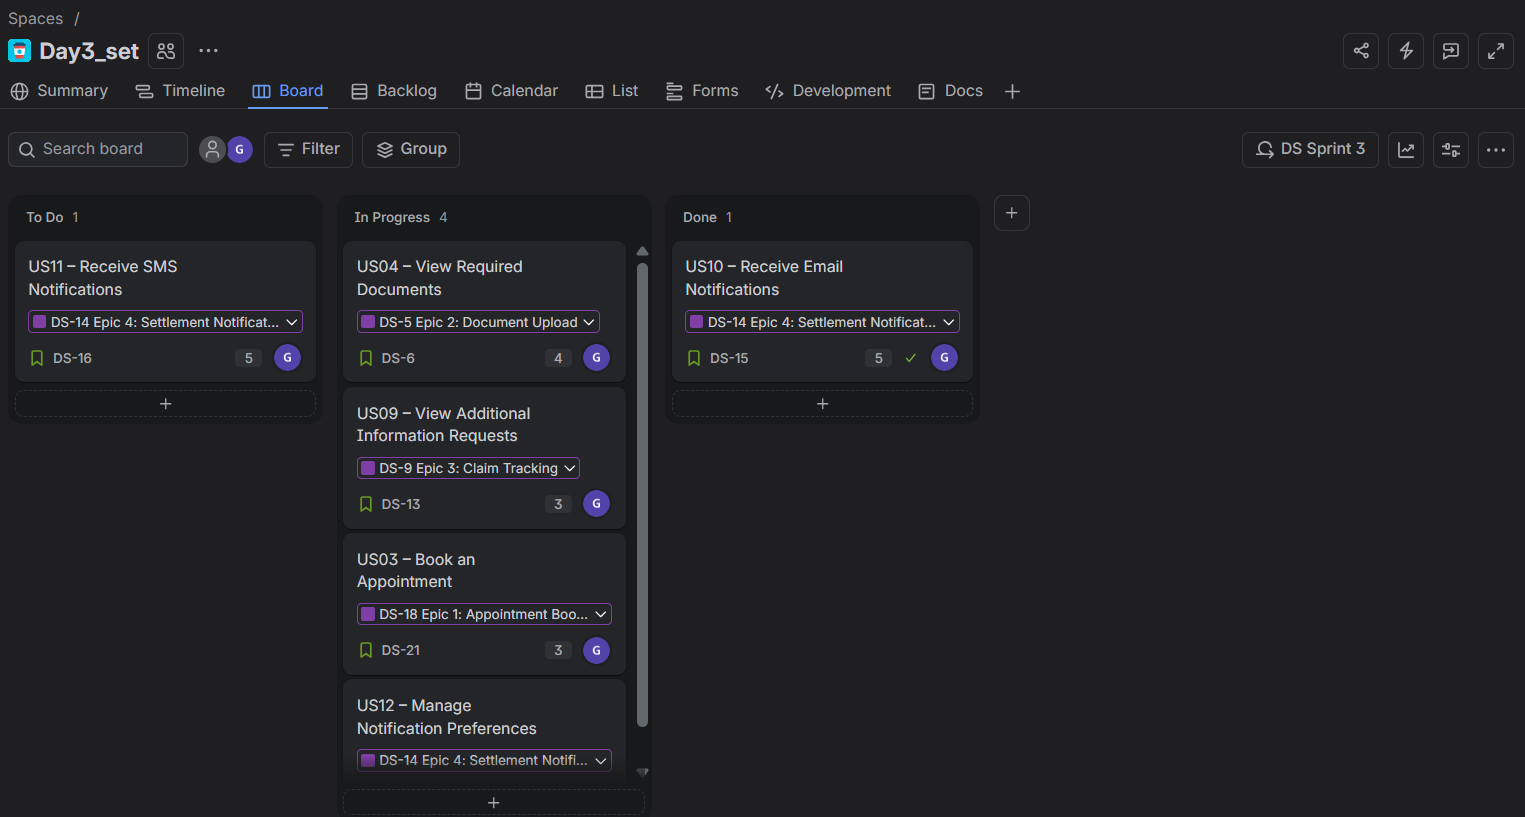 Spaces /
Day3_set
Summary Timeline Board Backlog Calendar List Forms Development Docs
Search board G Filter Group DS Sprint 3
To Do 1
US11 – Receive SMS
Notifications
DS-14 Epic 4: Settlement Notificat...
DS-16 5 G
In Progress 4
US04 – View Required
Documents
DS-5 Epic 2: Document Upload
DS-6 4 G
US09 – View Additional
Information Requests
DS-9 Epic 3: Claim Tracking
DS-13 3 G
US03 – Book an
Appointment
DS-18 Epic 1: Appointment Boo...
DS-21 3 G
US12 – Manage
Notification Preferences
DS-14 Epic 4: Settlement Notifi...
Done 1
US10 – Receive Email
Notifications
DS-14 Epic 4: Settlement Notificat...
DS-15 5 G